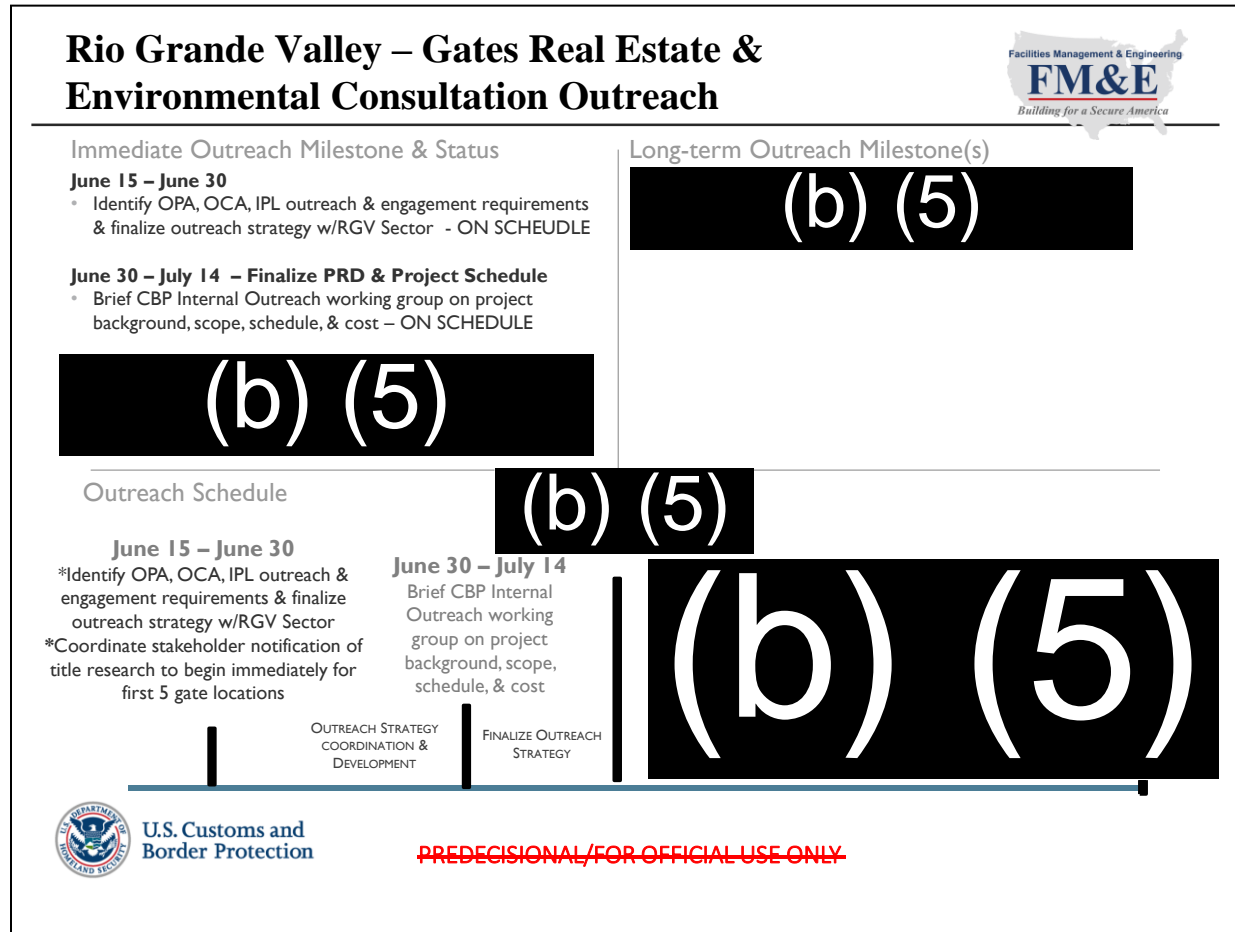 Rio Grande Valley – Gates Real Estate &
Environmental Consultation Outreach
Facilities Management & Engineering
FM&E
Building for a Secure America
Immediate Outreach Milestone & Status
June 15 – June 30
• Identify OPA, OCA, IPL outreach & engagement requirements
& finalize outreach strategy w/RGV Sector - ON SCHEUDLE
June 30 – July 14 – Finalize PRD & Project Schedule
• Brief CBP Internal Outreach working group on project
background, scope, schedule, & cost – ON SCHEDULE
(b) (5)
Long-term Outreach Milestone(s)
(b) (5)
Outreach Schedule
(b) (5)
June 15 – June 30
*Identify OPA, OCA, IPL outreach &
engagement requirements & finalize
outreach strategy w/RGV Sector
*Coordinate stakeholder notification of
title research to begin immediately for
first 5 gate locations
June 30 – July 14
Brief CBP Internal
Outreach working
group on project
background, scope,
schedule, & cost
(b) (5)
OUTREACH STRATEGY
COORDINATION &
DEVELOPMENT
FINALIZE OUTREACH
STRATEGY
U.S. DEPARTMENT OF
HOMELAND SECURITY
U.S. Customs and
Border Protection
PREDECISIONAL/FOR OFFICIAL USE ONLY